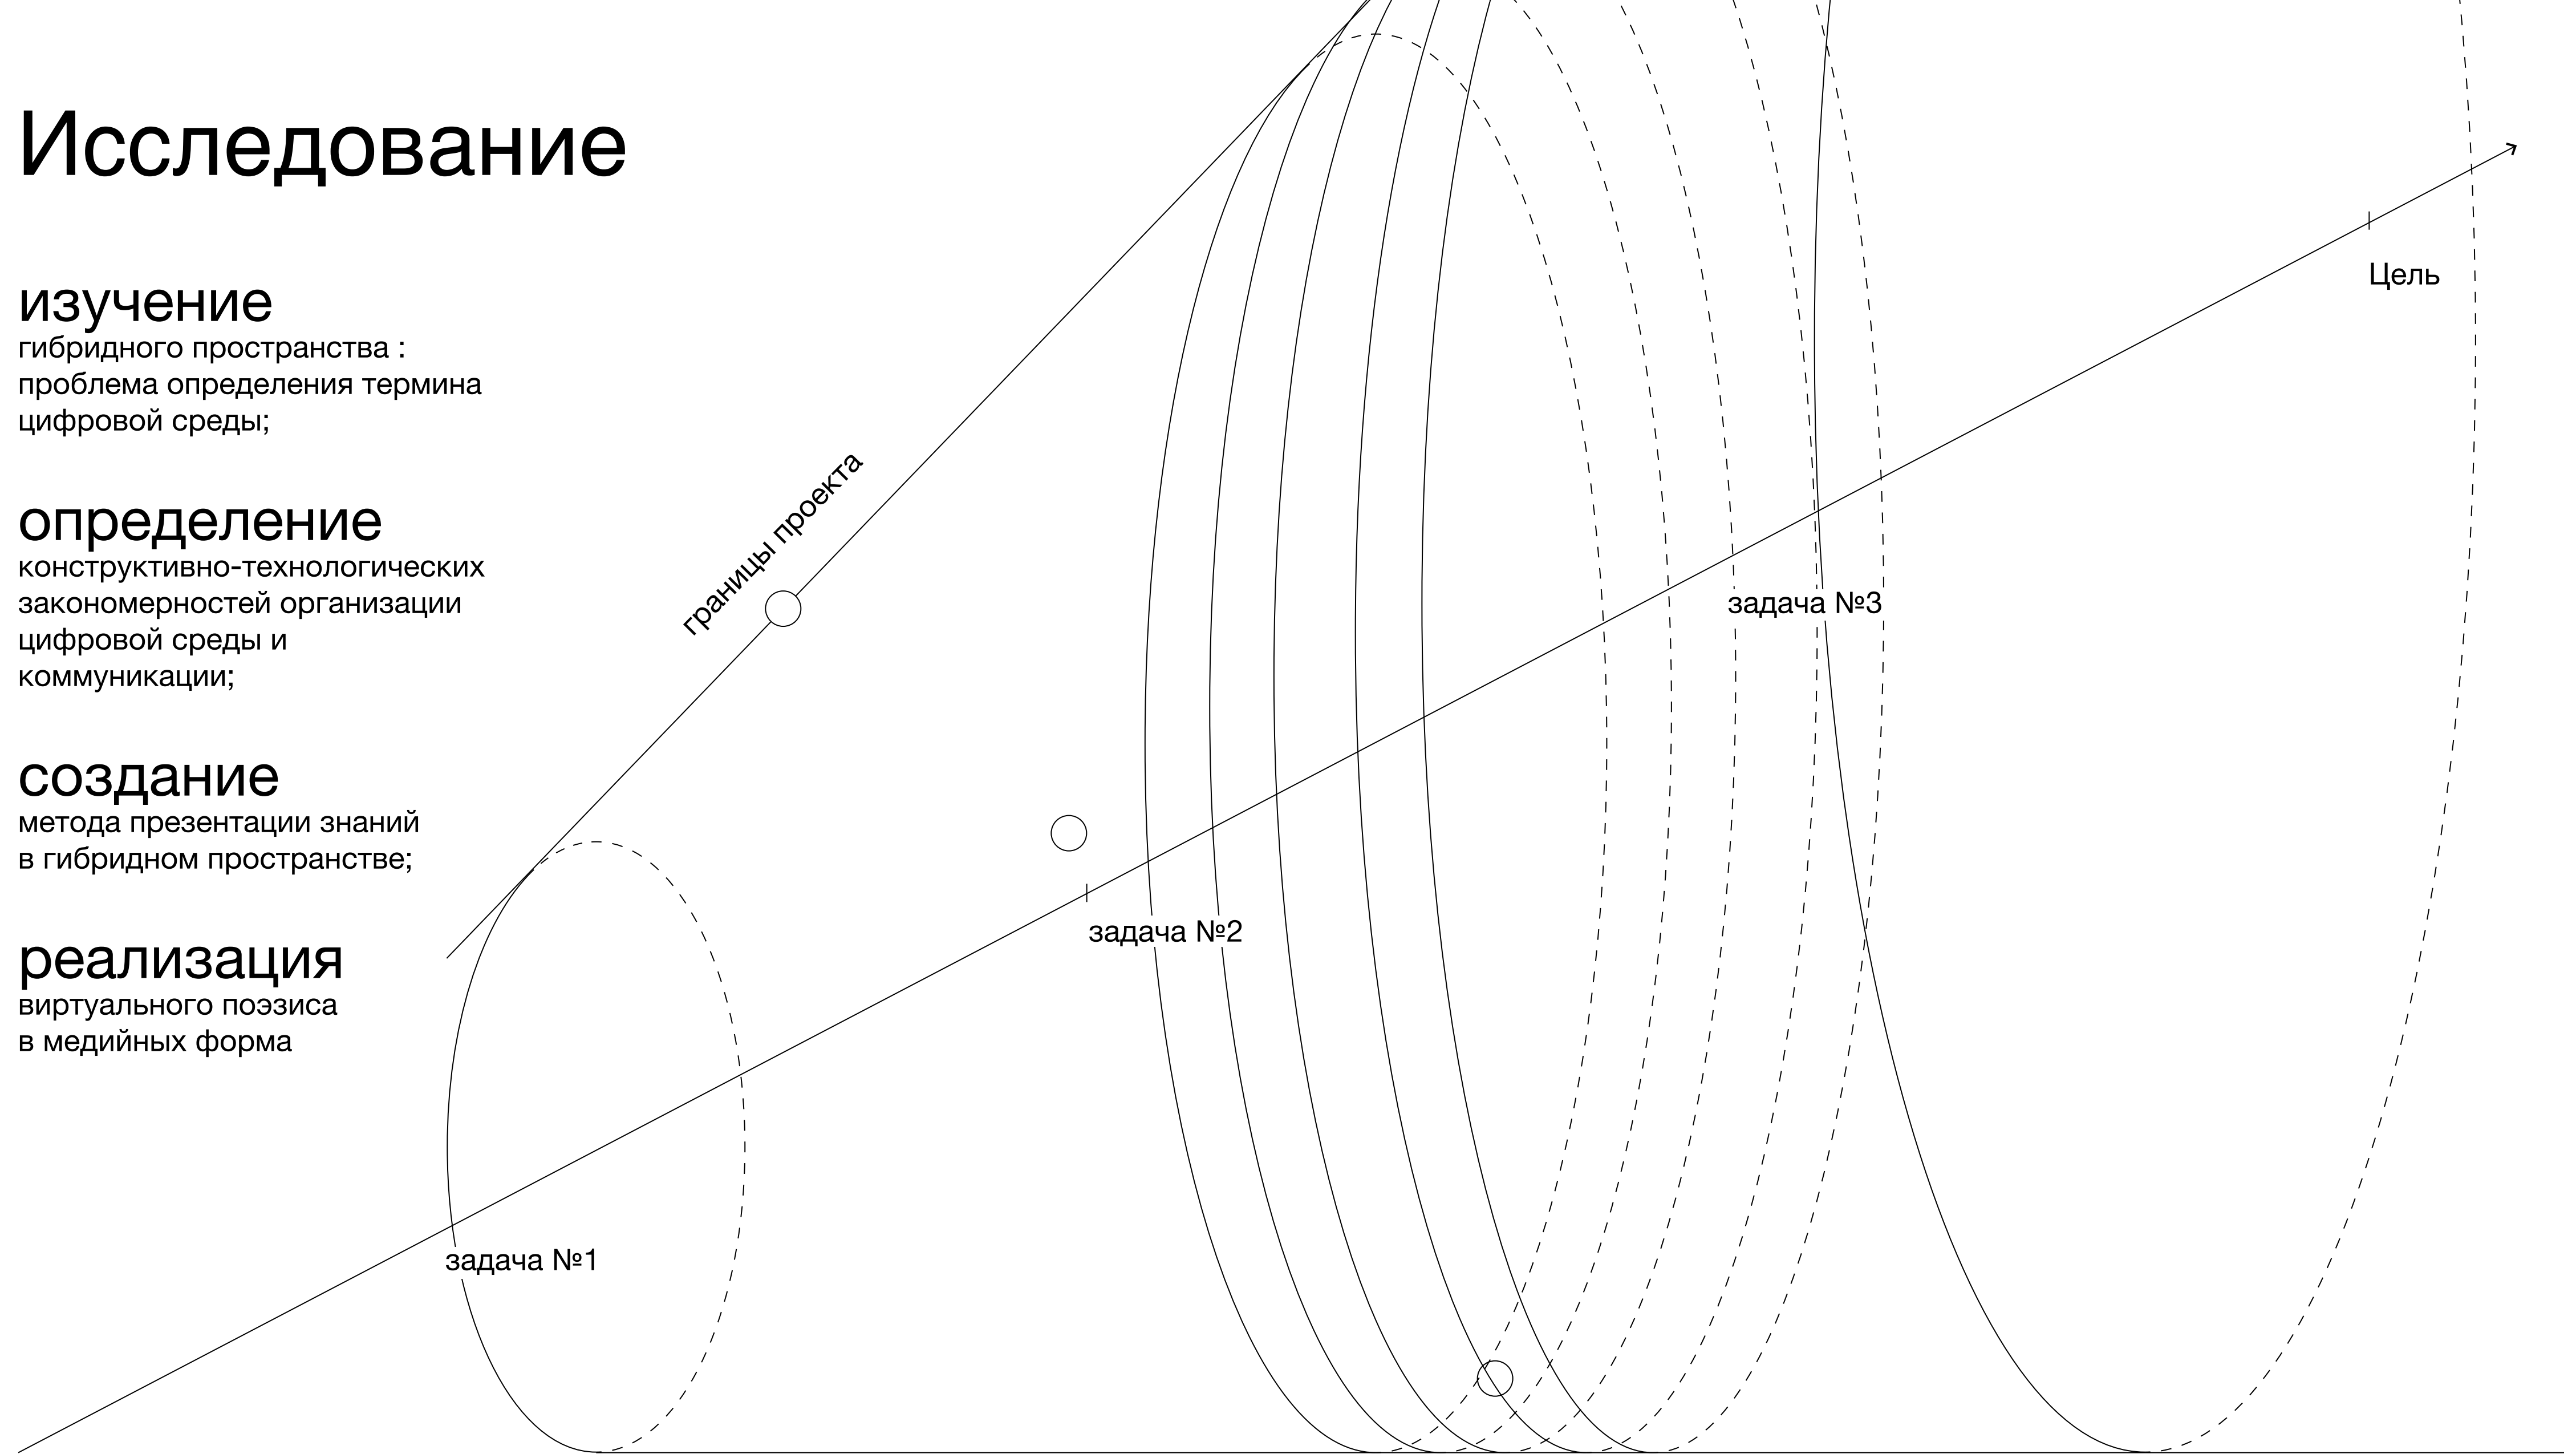 Исследование
изучение
гибридного пространства :
проблема определения термина
цифровой среды;
определение
конструктивно-технологических
закономерностей организации
цифровой среды и
коммуникации;
создание
метода презентации знаний
в гибридном пространстве;
реализация
виртуального поэзиса
в медийных форма
границы проекта
задача №1
задача №2
задача №3
Цель